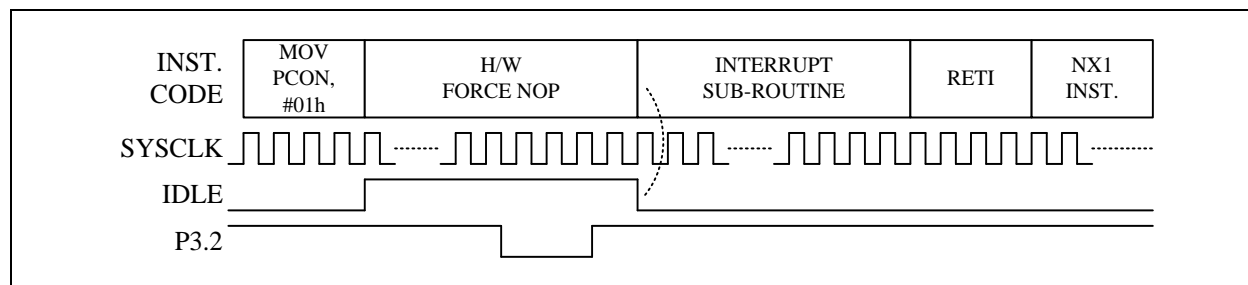 INST.
CODE
MOV
PCON,
#01h
H/W
FORCE NOP
INTERRUPT
SUB-ROUTINE
RETI
NX1
INST.
SYSCLK
IDLE
P3.2